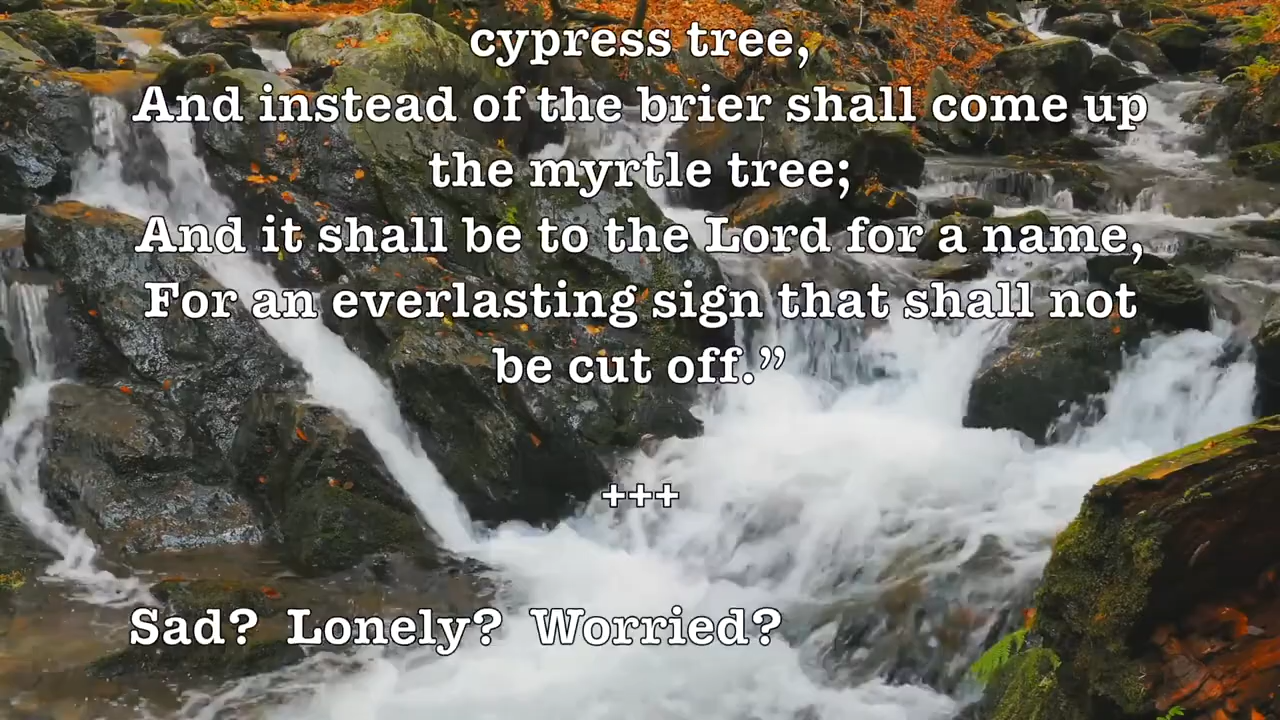 cypress tree,
And instead of the brier shall come up
the myrtle tree;
And it shall be to the Lord for a name,
For an everlasting sign that shall not
be cut off.”
+++
Sad?  Lonely?  Worried?